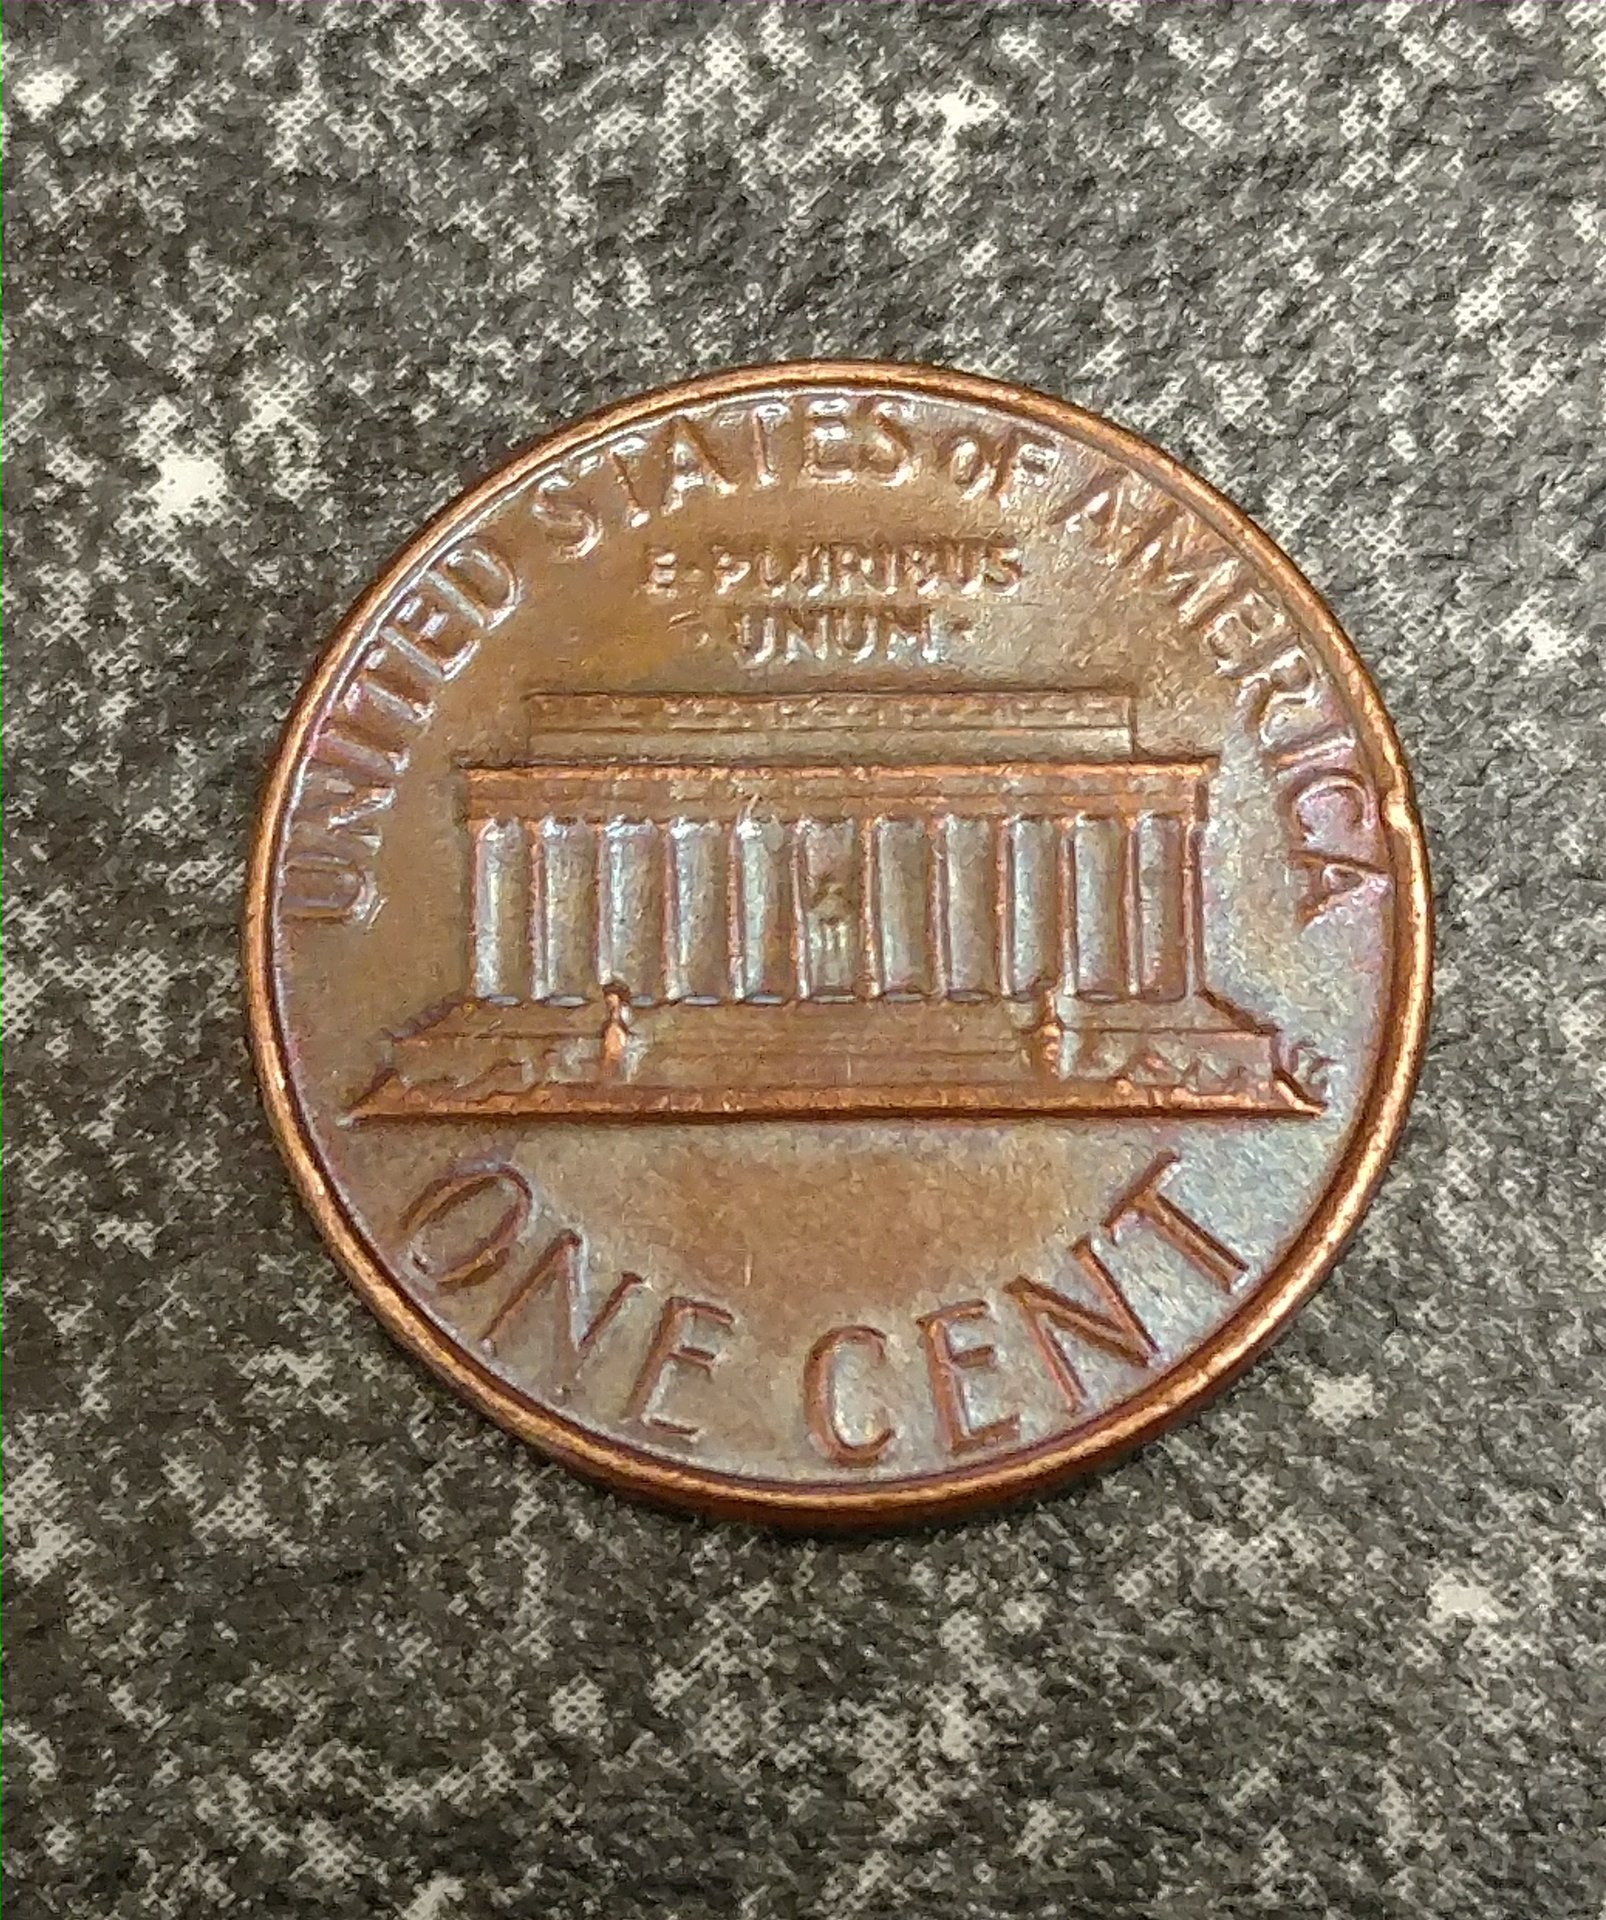 UNITED STATES OF AMERICA
E·PLURIBUS
UNUM
ONE CENT